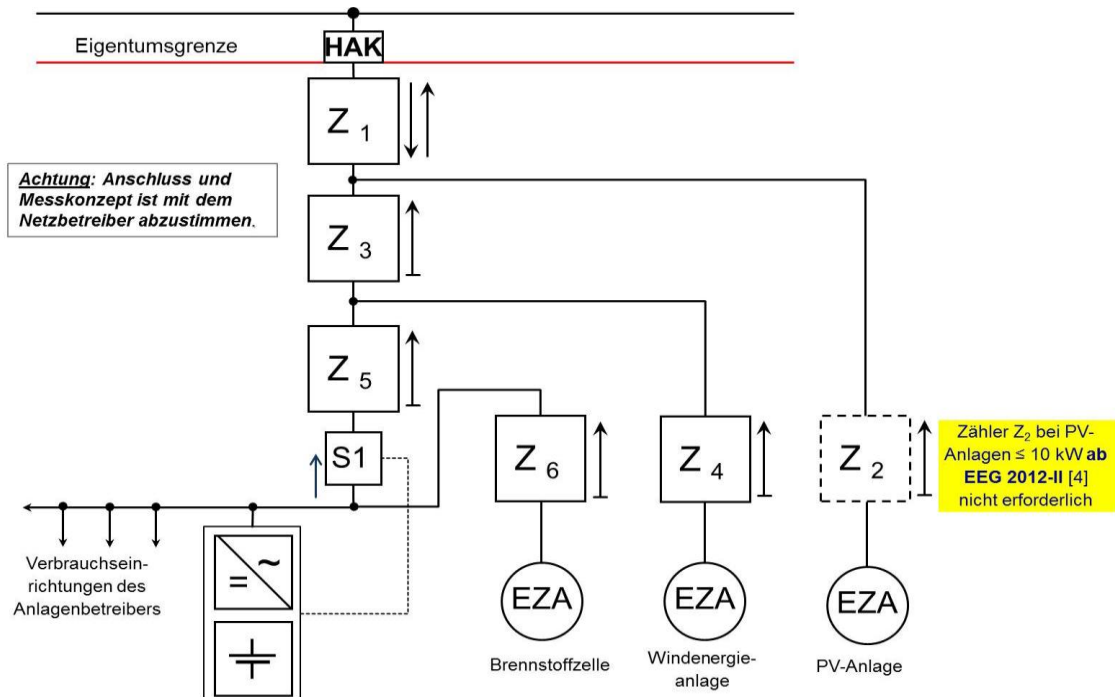 Eigentumsgrenze
HAK
Z 1
Achtung: Anschluss und
Messkonzept ist mit dem
Netzbetreiber abzustimmen.
Z 3
Z 5
S1
Z 6
Z 4
Z 2
Zähler Z2 bei PV-
Anlagen ≤ 10 kW ab
EEG 2012-II [4]
nicht erforderlich
Verbrauchsein-
richtungen des
Anlagenbetreibers
= ~
EZA
EZA
EZA
Brennstoffzelle
Windenergie-
anlage
PV-Anlage